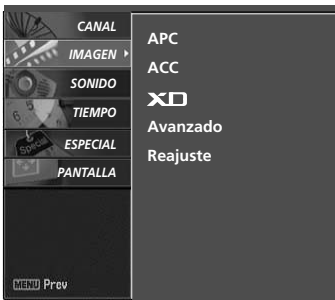 CANAL
IMAGEN
SONIDO
TIEMPO
ESPECIAL
PANTALLA
APC
ACC
XD
Avanzado
Reajuste
MENU Prev